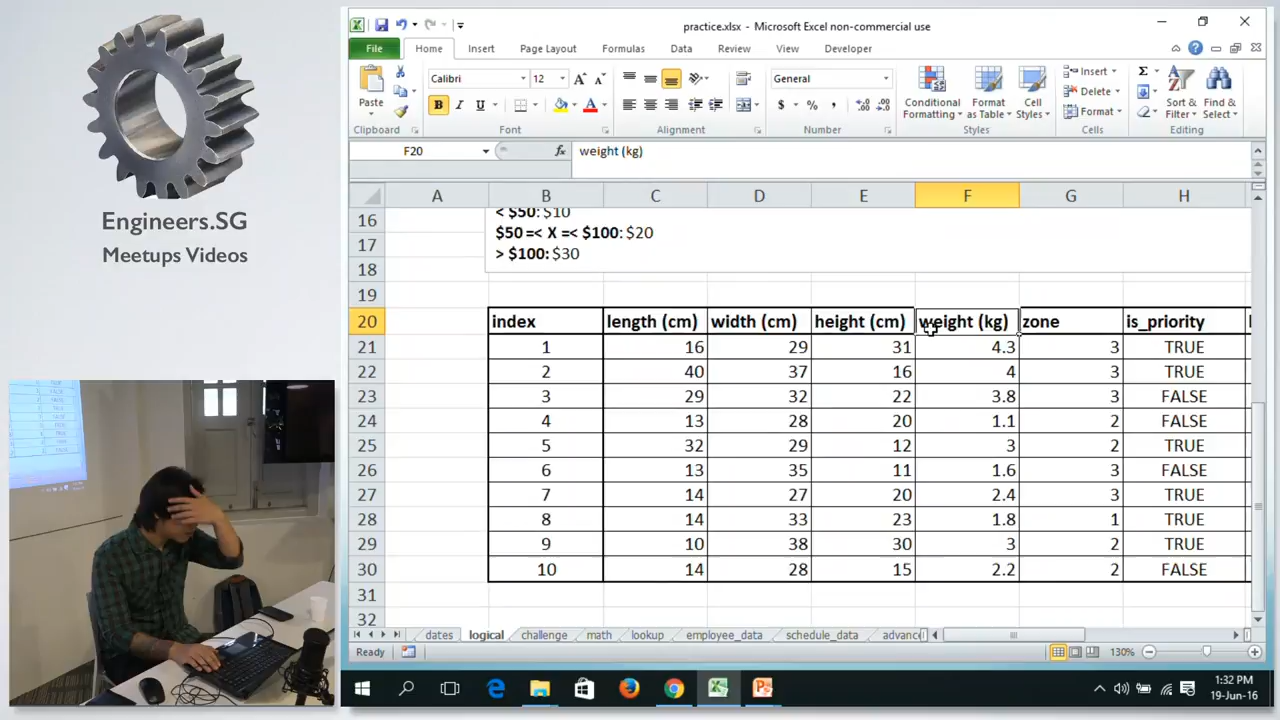 Engineers.SG
Meetups Videos
practice.xlsx - Microsoft Excel non-commercial use
File Home Insert Page Layout Formulas Data Review View Developer
Paste
Calibri 12
B I U
General
$ % ,
Conditional Formatting
Format as Table
Cell Styles
Insert
Delete
Format
Σ
Sort & Filter
Find & Select
Clipboard Font Alignment Number Styles Cells Editing
F20 fx weight (kg)
A B C D E F G H
16 < $50: $10
17 $50 =< X =< $100: $20
18 > $100: $30
19
20 index length (cm) width (cm) height (cm) weight (kg) zone is_priority
21 1 16 29 31 4.3 3 TRUE
22 2 40 37 16 4 3 TRUE
23 3 29 32 22 3.8 3 FALSE
24 4 13 28 20 1.1 2 FALSE
25 5 32 29 12 3 2 TRUE
26 6 13 35 11 1.6 3 FALSE
27 7 14 27 20 2.4 3 TRUE
28 8 14 33 23 1.8 1 TRUE
29 9 10 38 30 3 2 TRUE
30 10 14 28 15 2.2 2 FALSE
31
32
dates logical challenge math lookup employee_data schedule_data advanc
Ready 130%
1:32 PM
19-Jun-16